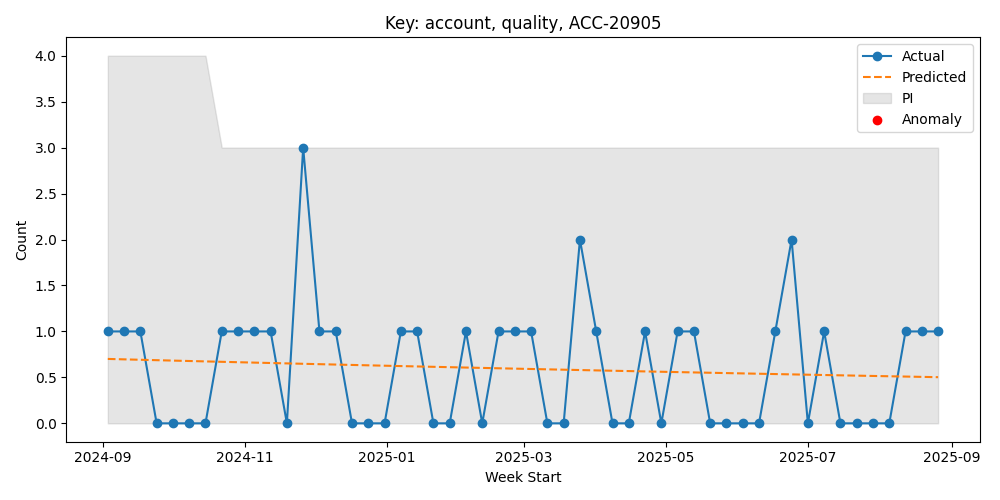 Key: account, quality, ACC-20905
Actual
Predicted
PI
Anomaly
Count
4.0
3.5
3.0
2.5
2.0
1.5
1.0
0.5
0.0
2024-09 2024-11 2025-01 2025-03 2025-05 2025-07 2025-09
Week Start